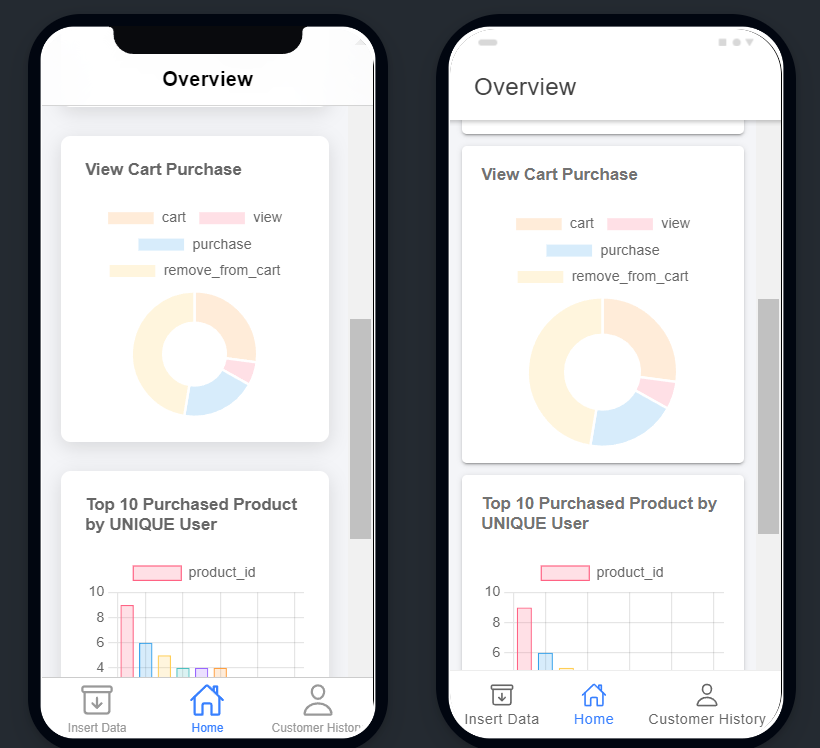 Overview
View Cart Purchase
cart view
purchase
remove_from_cart
Top 10 Purchased Product
by UNIQUE User
product_id
10
8
6
4
Insert Data Home Customer Histor
Overview
View Cart Purchase
cart view
purchase
remove_from_cart
Top 10 Purchased Product by
UNIQUE User
product_id
10
8
6
Insert Data Home Customer History